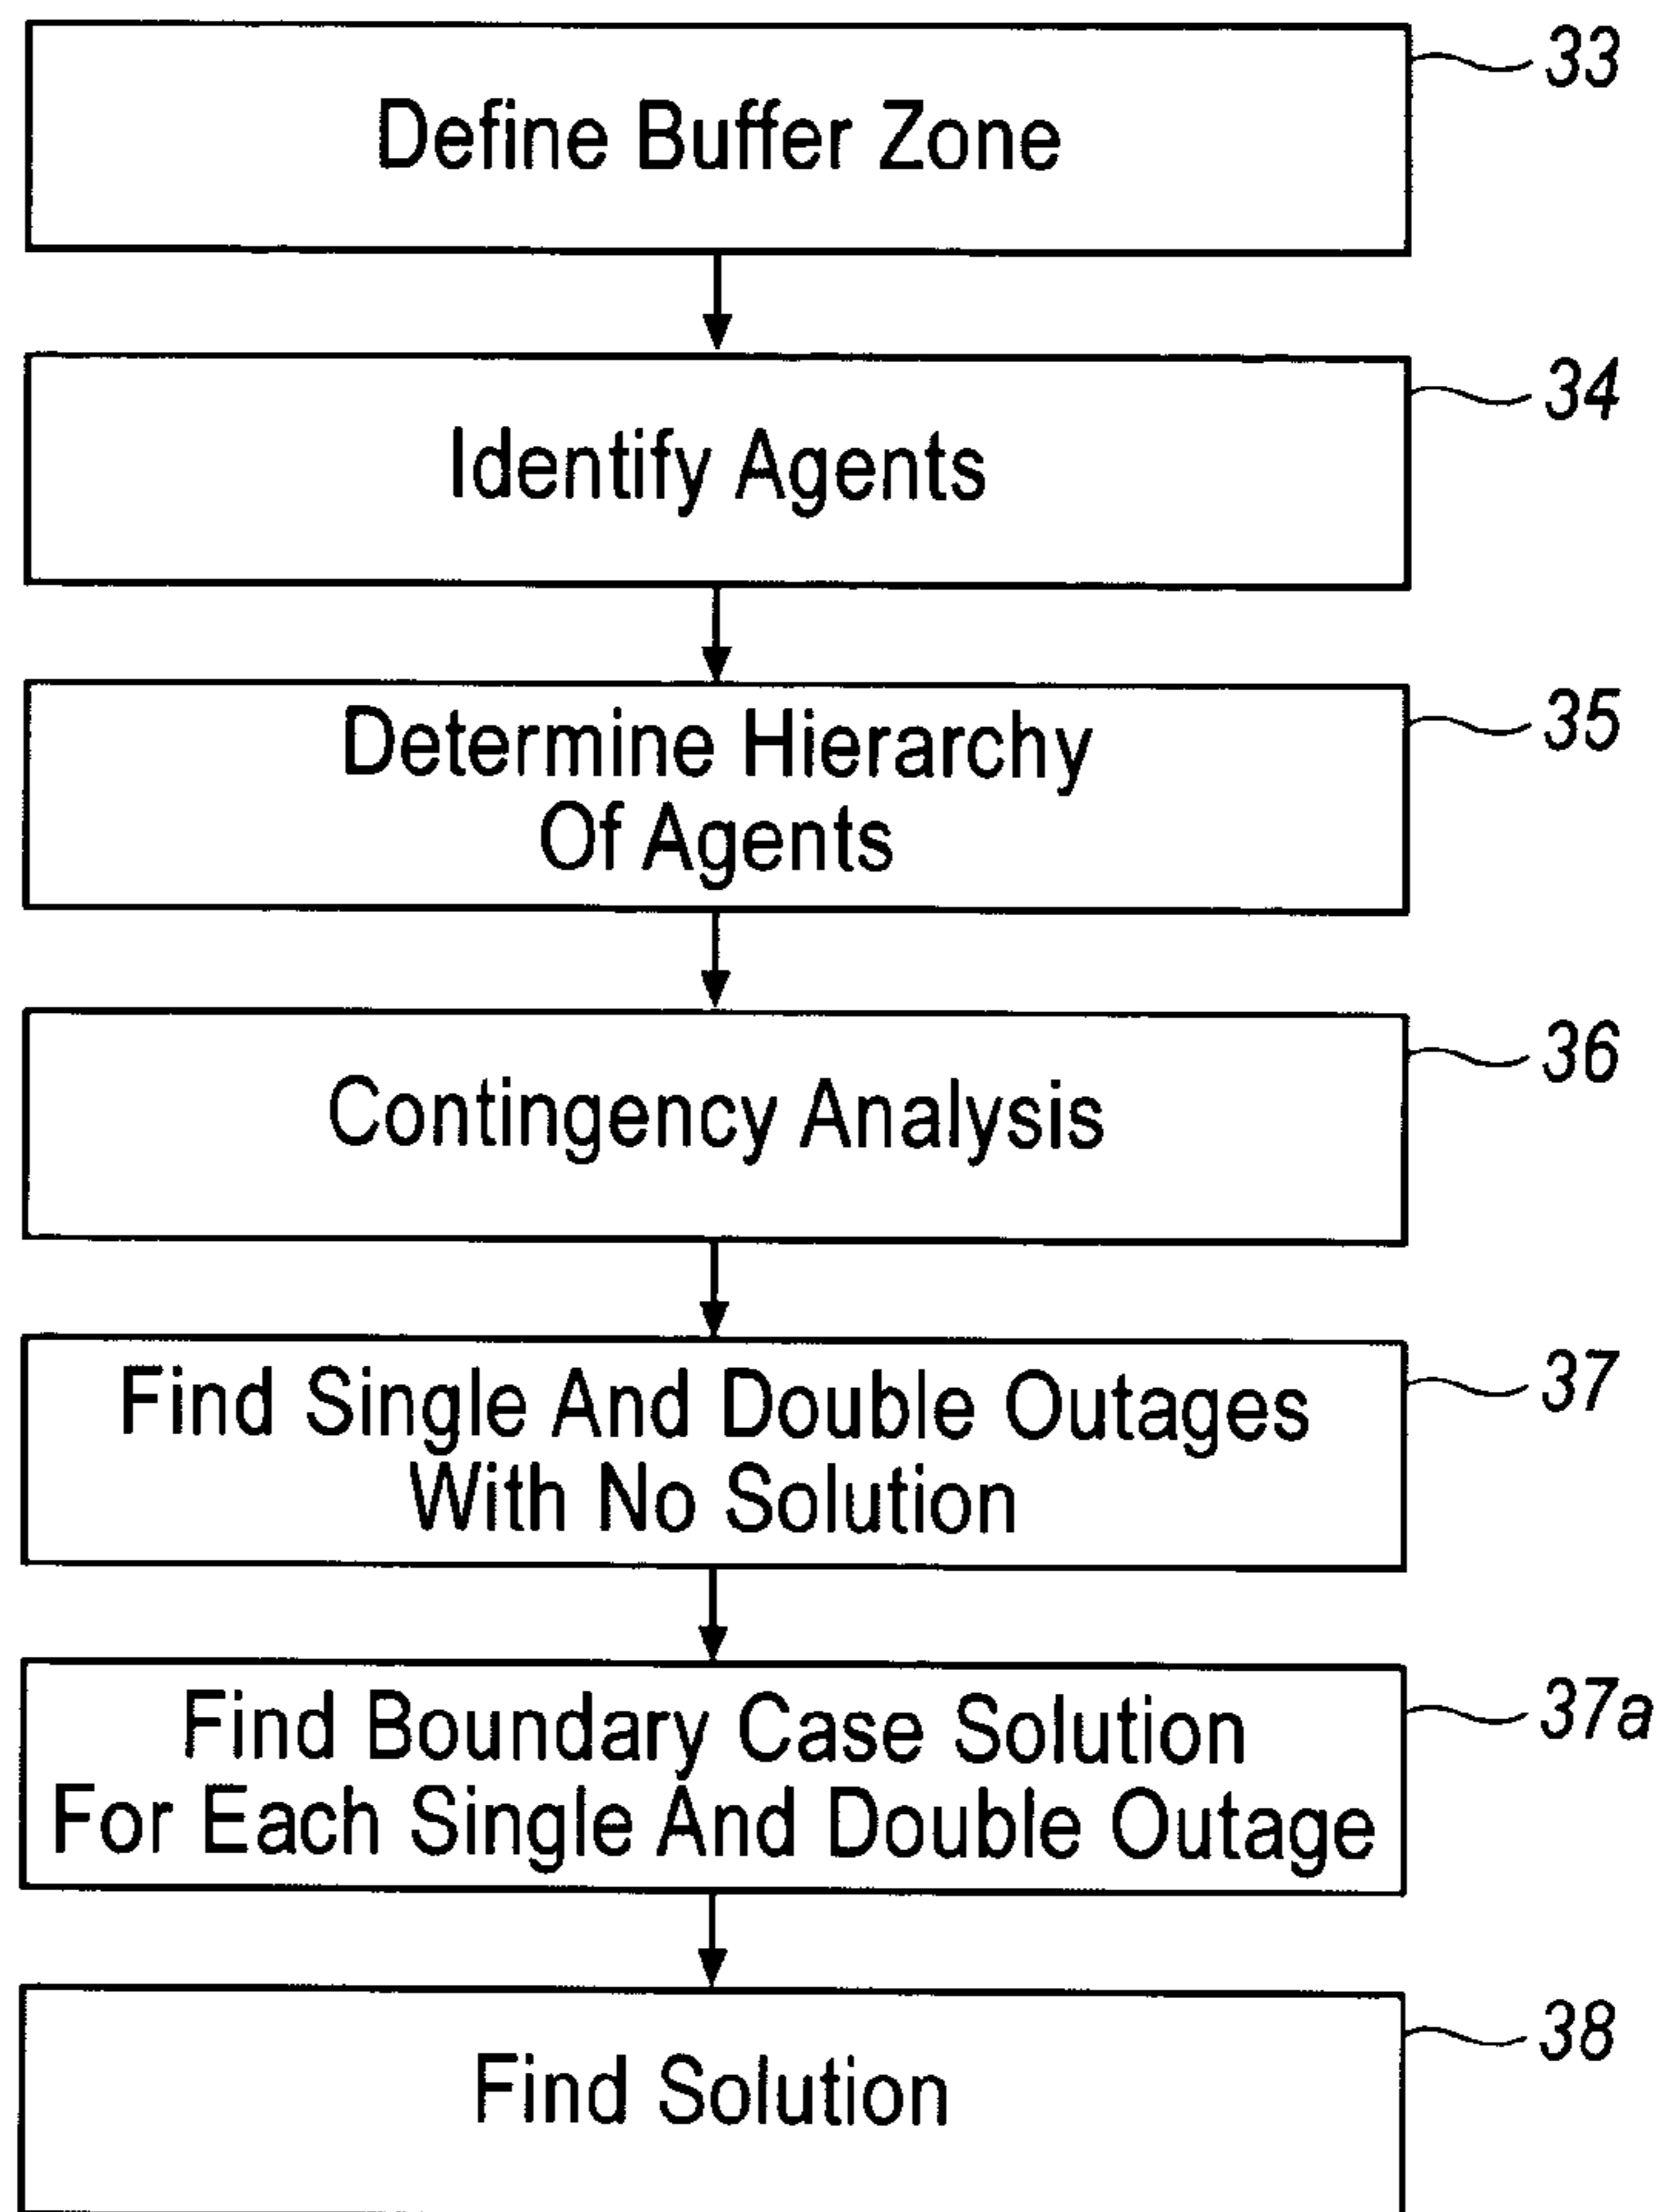 Define Buffer Zone
33
Identify Agents
34
Determine Hierarchy
Of Agents
35
Contingency Analysis
36
Find Single And Double Outages
With No Solution
37
Find Boundary Case Solution
For Each Single And Double Outage
37a
Find Solution
38